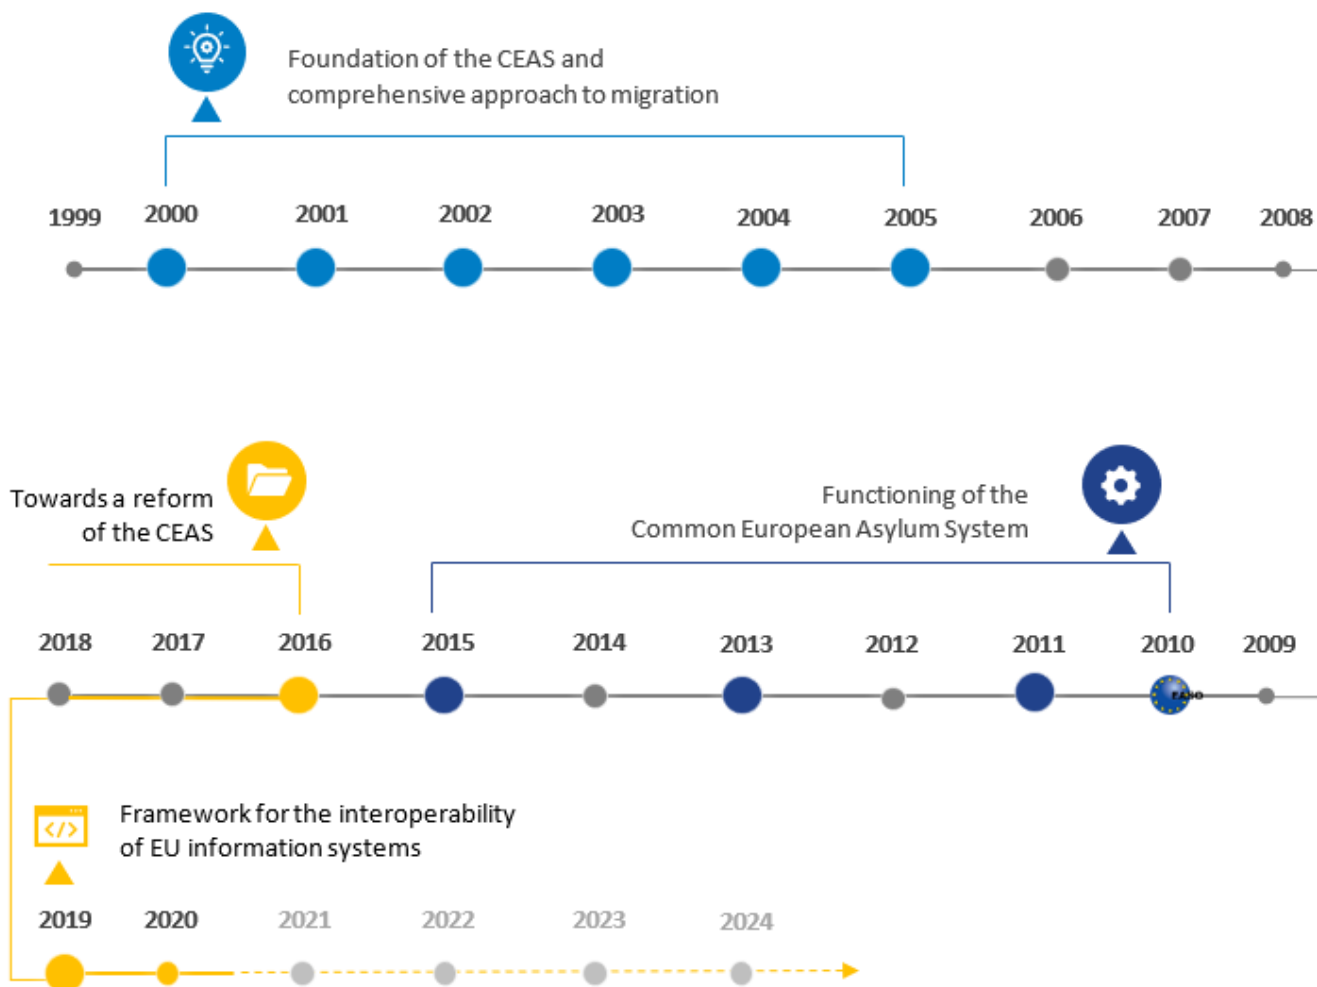 Foundation of the CEAS and
comprehensive approach to migration
1999 2000 2001 2002 2003 2004 2005 2006 2007 2008
Towards a reform
of the CEAS
Functioning of the
Common European Asylum System
2018 2017 2016 2015 2014 2013 2012 2011 2010 2009
EASO
</>
Framework for the interoperability
of EU information systems
2019 2020 2021 2022 2023 2024